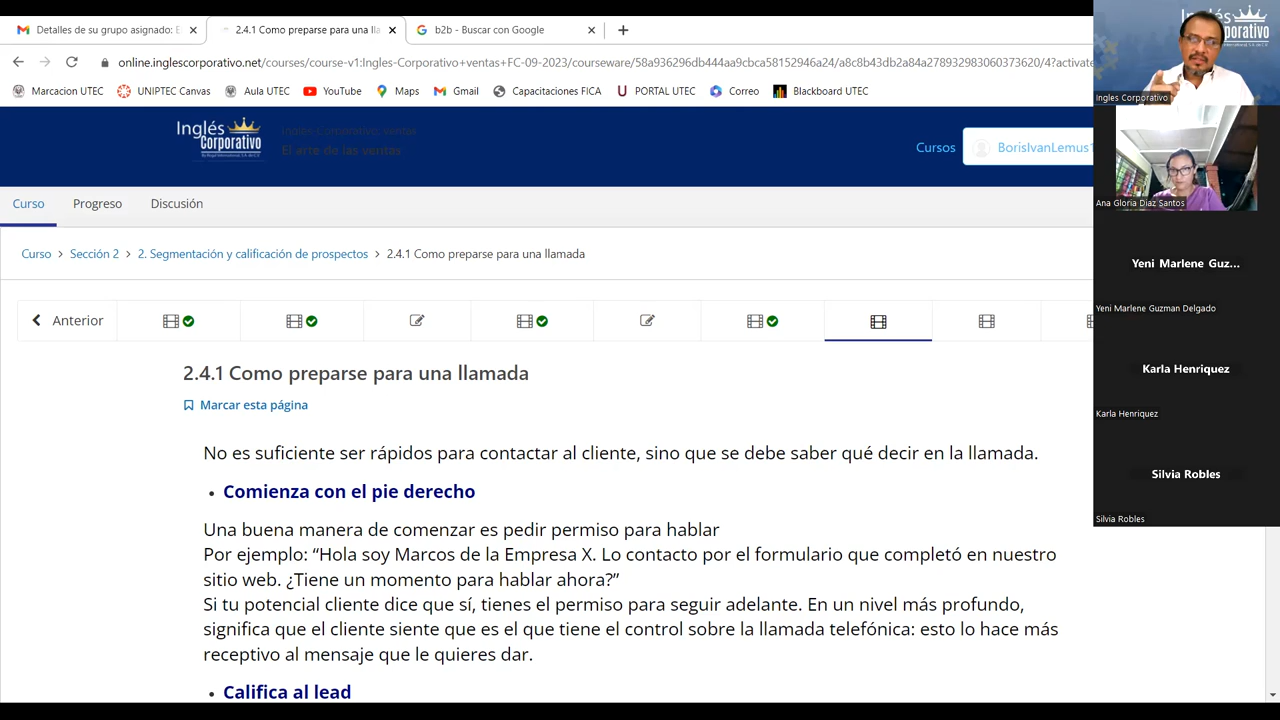 Detalles de su grupo asignado: E
2.4.1 Como prepararse para una lla
b2b - Buscar con Google
online.inglescorporativo.net/courses/course-v1:Ingles-Corporativo+ventas+FC-09-2023/courseware/58a936296db444aa9cbca58152946a24/a8c8b43db2a84a278932983060373620/4?activate
Marcacion UTEC
UNIPTEC Canvas
Aula UTEC
YouTube
Maps
Gmail
Capacitaciones FICA
PORTAL UTEC
Correo
Blackboard UTEC
Inglés Corporativo
Ingles-Corporativo: ventas
El arte de las ventas
Cursos
BorisIvanLemus1
Curso
Progreso
Discusión
Curso > Sección 2 > 2. Segmentación y calificación de prospectos > 2.4.1 Como preparse para una llamada
Anterior
2.4.1 Como preparse para una llamada
Marcar esta página
No es suficiente ser rápidos para contactar al cliente, sino que se debe saber qué decir en la llamada.
• Comienza con el pie derecho
Una buena manera de comenzar es pedir permiso para hablar
Por ejemplo: “Hola soy Marcos de la Empresa X. Lo contacto por el formulario que completó en nuestro
sitio web. ¿Tiene un momento para hablar ahora?”
Si tu potencial cliente dice que sí, tienes el permiso para seguir adelante. En un nivel más profundo,
significa que el cliente siente que es el que tiene el control sobre la llamada telefónica: esto lo hace más
receptivo al mensaje que le quieres dar.
• Califica al lead
Ingles Corporativo
Ana Gloria Diaz Santos
Yeni Marlene Guz...
Yeni Marlene Guzman Delgado
Karla Henriquez
Karla Henriquez
Silvia Robles
Silvia Robles